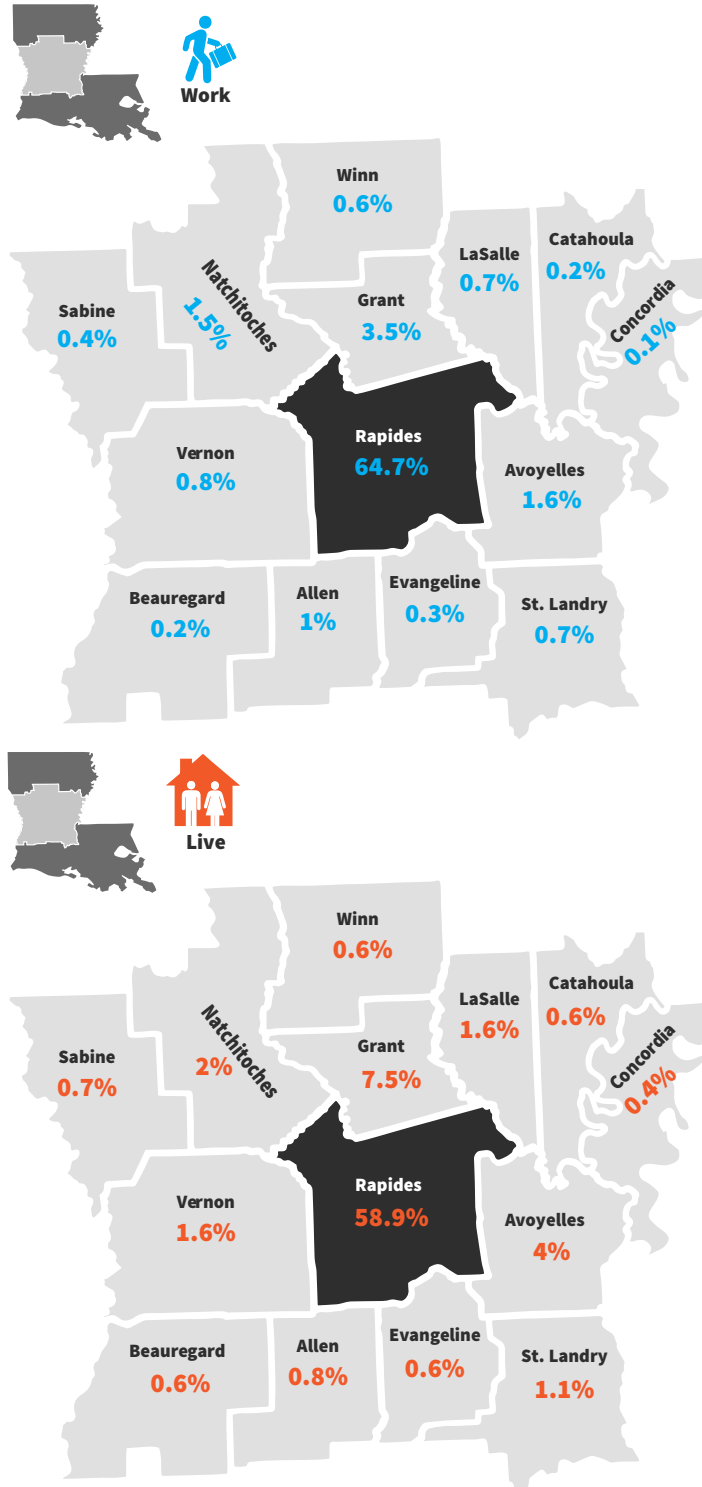 Work
Winn
0.6%
Natchitoches
1.5%
LaSalle
0.7%
Catahoula
0.2%
Concordia
0.1%
Sabine
0.4%
Grant
3.5%
Rapides
64.7%
Vernon
0.8%
Avoyelles
1.6%
Beauregard
0.2%
Allen
1%
Evangeline
0.3%
St. Landry
0.7%
Live
Winn
0.6%
Natchitoches
2%
LaSalle
1.6%
Catahoula
0.6%
Concordia
0.4%
Sabine
0.7%
Grant
7.5%
Rapides
58.9%
Vernon
1.6%
Avoyelles
4%
Beauregard
0.6%
Allen
0.8%
Evangeline
0.6%
St. Landry
1.1%